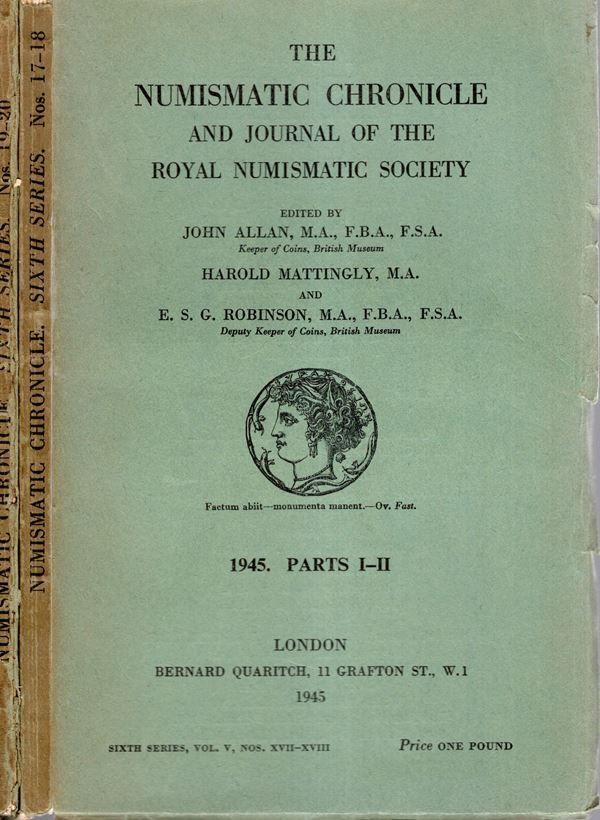 THE
NUMISMATIC CHRONICLE
AND JOURNAL OF THE
ROYAL NUMISMATIC SOCIETY
EDITED BY
JOHN ALLAN, M.A., F.B.A., F.S.A.
Keeper of Coins, British Museum
HAROLD MATTINGLY, M.A.
AND
E. S. G. ROBINSON, M.A., F.B.A., F.S.A.
Deputy Keeper of Coins, British Museum
Factum abiit—monumenta manent.—Ov. Fast.
1945. PARTS I–II
LONDON
BERNARD QUARITCH, 11 GRAFTON ST., W.1
1945
SIXTH SERIES, VOL. V, NOS. XVII–XVIII
Price ONE POUND
NUMISMATIC CHRONICLE. SIXTH SERIES. Nos. 17–18
NUMISMATIC CHRONICLE. SIXTH SERIES. Nos. 19–20